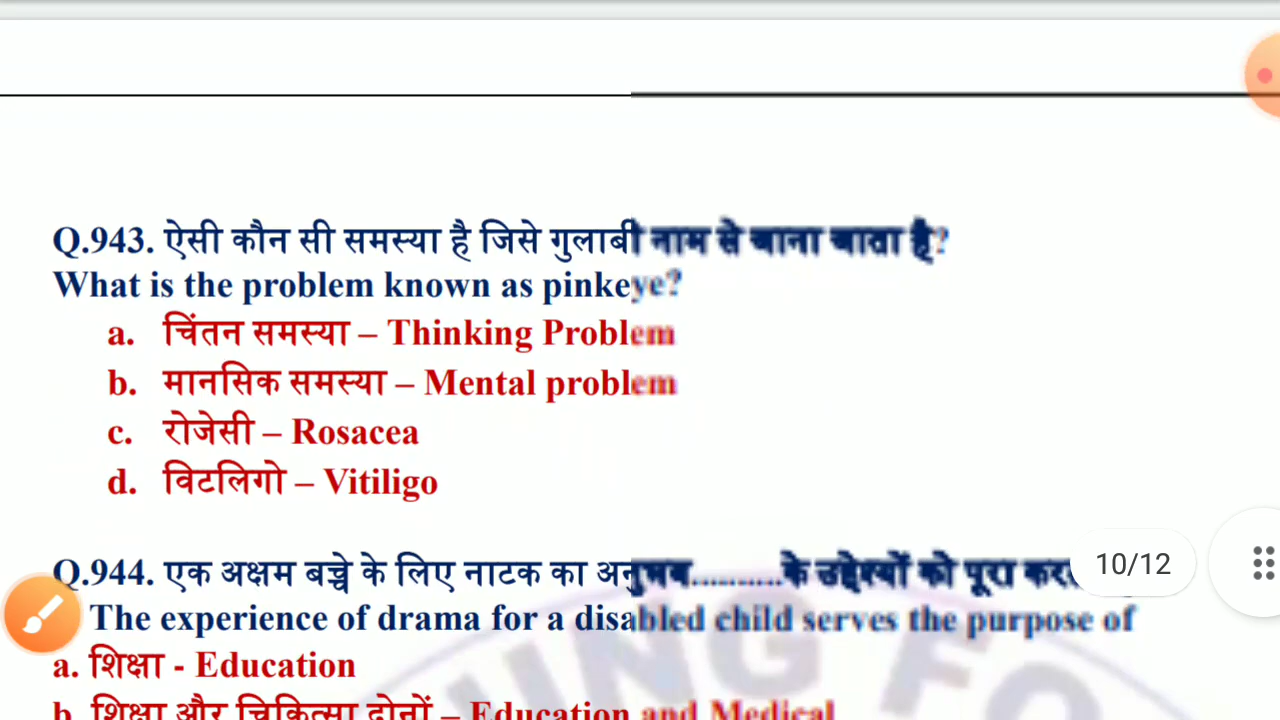 Q.943. ऐसी कौन सी समस्या है जिसे गुलाबी नाम से जाना जाता है?
What is the problem known as pinkeye?
a. चिंतन समस्या – Thinking Problem
b. मानसिक समस्या – Mental problem
c. रोजेसी – Rosacea
d. विटलिगो – Vitiligo
Q.944. एक अक्षम बच्चे के लिए नाटक का अनुभव...........के उद्देश्यों को पूरा
10/12
The experience of drama for a disabled child serves the purpose of
a. शिक्षा - Education
b. शिक्षा और चिकित्सा दोनों – Education and Medical